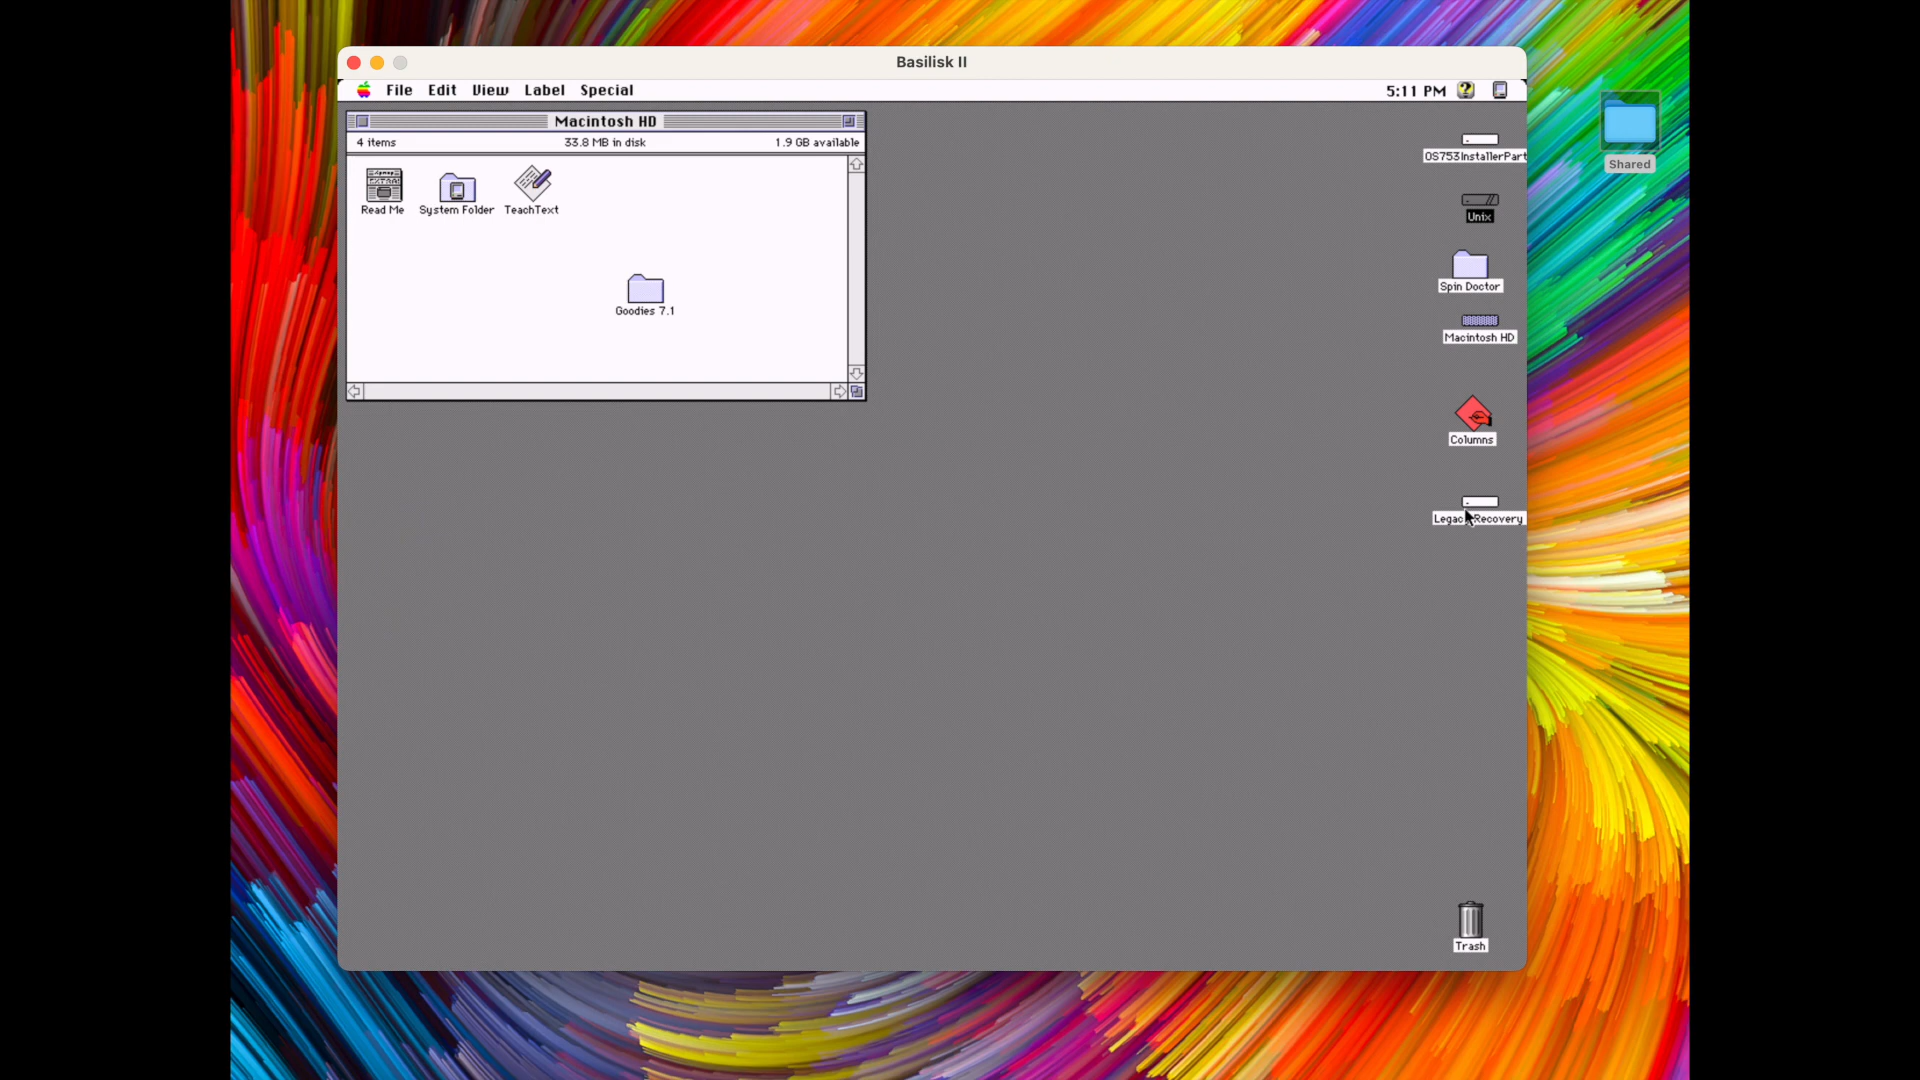 Basilisk II
File Edit View Label Special
5:11 PM
Macintosh HD
4 items 33.8 MB in disk 1.9 GB available
Read Me
System Folder
TeachText
Goodies 7.1
OS753InstallerPart
Unix
Spin Doctor
Macintosh HD
Columns
Recovery
Trash
Shared